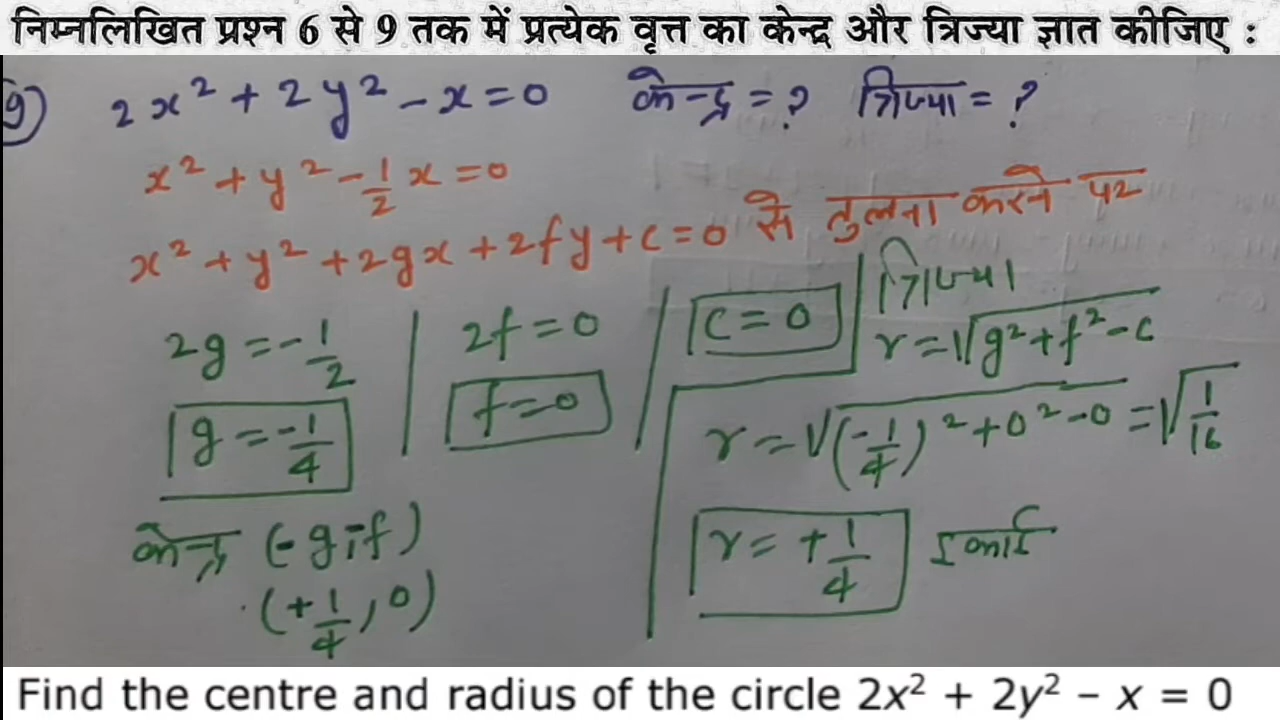 निम्नलिखित प्रश्न 6 से 9 तक में प्रत्येक वृत्त का केन्द्र और त्रिज्या ज्ञात कीजिए :
9) 2x² + 2y² - x = 0 केन्द्र = ? त्रिज्या = ?
x² + y² - 1/2 x = 0
x² + y² + 2gx + 2fy + c = 0 से तुलना करने पर
2g = -1/2
g = -1/4
2f = 0
f = 0
c = 0
त्रिज्या
r = √g² + f² - c
r = √(-1/4)² + 0² - 0 = √1/16
r = + 1/4 इकाई
केन्द्र (-g, -f)
(+1/4, 0)
Find the centre and radius of the circle 2x² + 2y² – x = 0